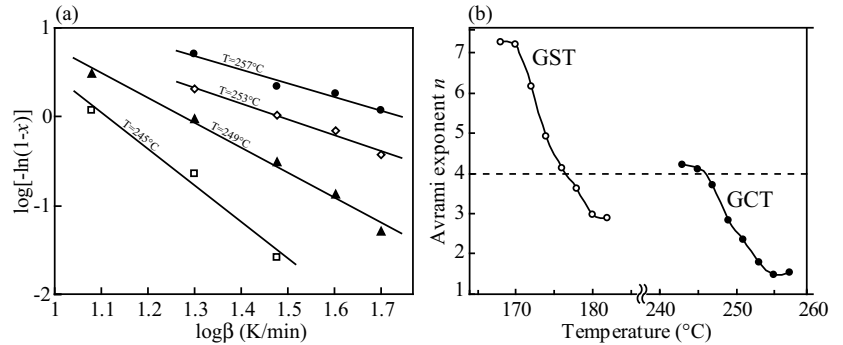 (a)
1
0
-1
-2
log[-ln(1-x)]
T=257°C
T=253°C
T=249°C
T=245°C
1 1.1 1.2 1.3 1.4 1.5 1.6 1.7
logβ (K/min)
(b)
7
6
5
4
3
2
1
Avrami exponent n
GST
GCT
170 180 240 250 260
Temperature (°C)